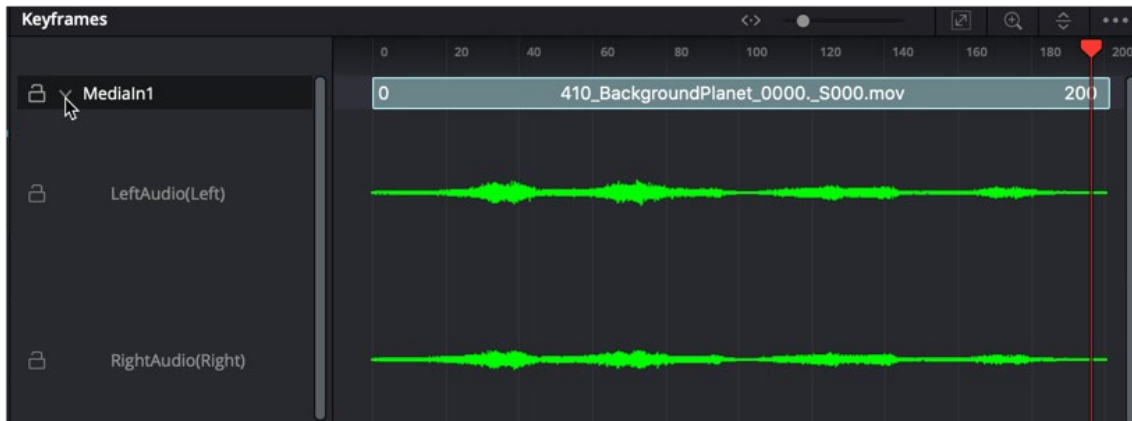 Keyframes
0 20 40 60 80 100 120 140 160 180 200
MediaIn1
0 410_BackgroundPlanet_0000._S000.mov 200
LeftAudio(Left)
RightAudio(Right)